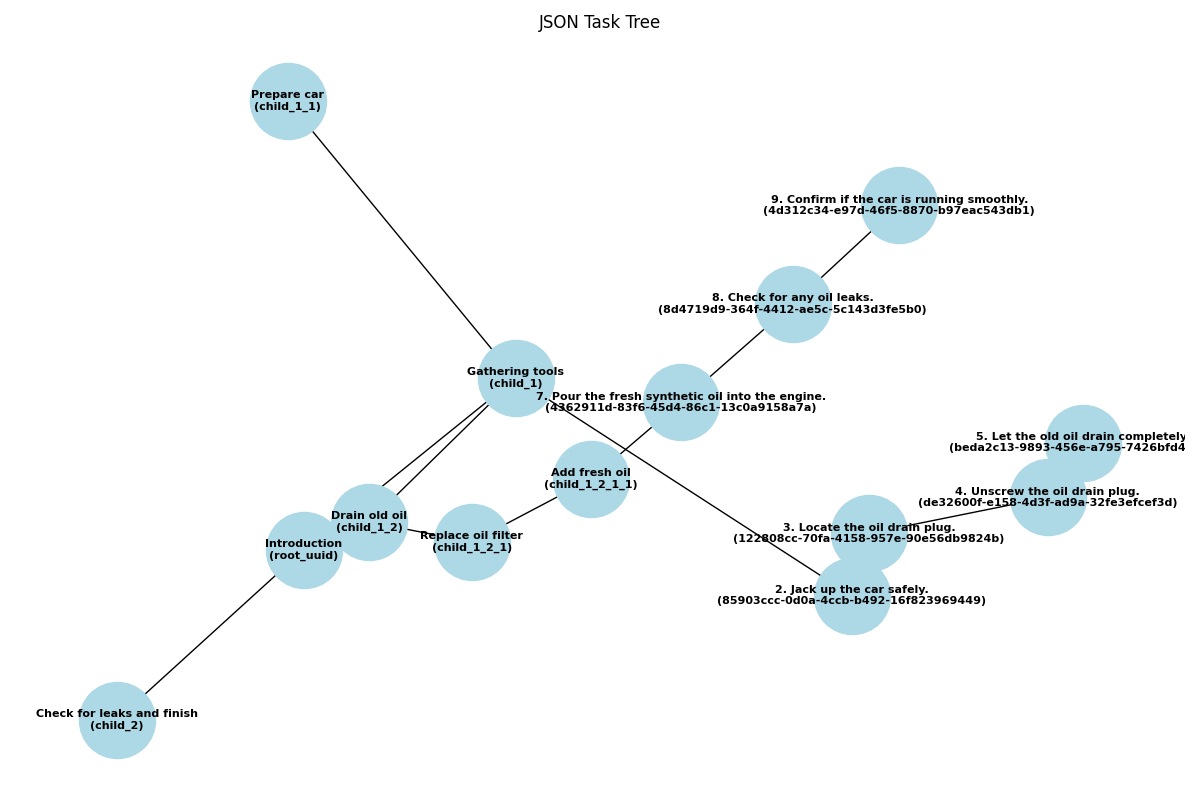 JSON Task Tree
Prepare car
(child_1_1)
9. Confirm if the car is running smoothly.
(4d312c34-e97d-46f5-8870-b97eac543db1)
8. Check for any oil leaks.
(8d4719d9-364f-4412-ae5c-5c143d3fe5b0)
Gathering tools
(child_1)
7. Pour the fresh synthetic oil into the engine.
(4362911d-83f6-45d4-86c1-13c0a9158a7a)
5. Let the old oil drain completely
(beda2c13-9893-456e-a795-7426bfd4
Add fresh oil
(child_1_2_1_1)
4. Unscrew the oil drain plug.
(de32600f-e158-4d3f-ad9a-32fe3efcef3d)
Drain old oil
(child_1_2)
3. Locate the oil drain plug.
(122808cc-70fa-4158-957e-90e56db9824b)
Replace oil filter
(child_1_2_1)
Introduction
(root_uuid)
2. Jack up the car safely.
(85903ccc-0d0a-4ccb-b492-16f823969449)
Check for leaks and finish
(child_2)